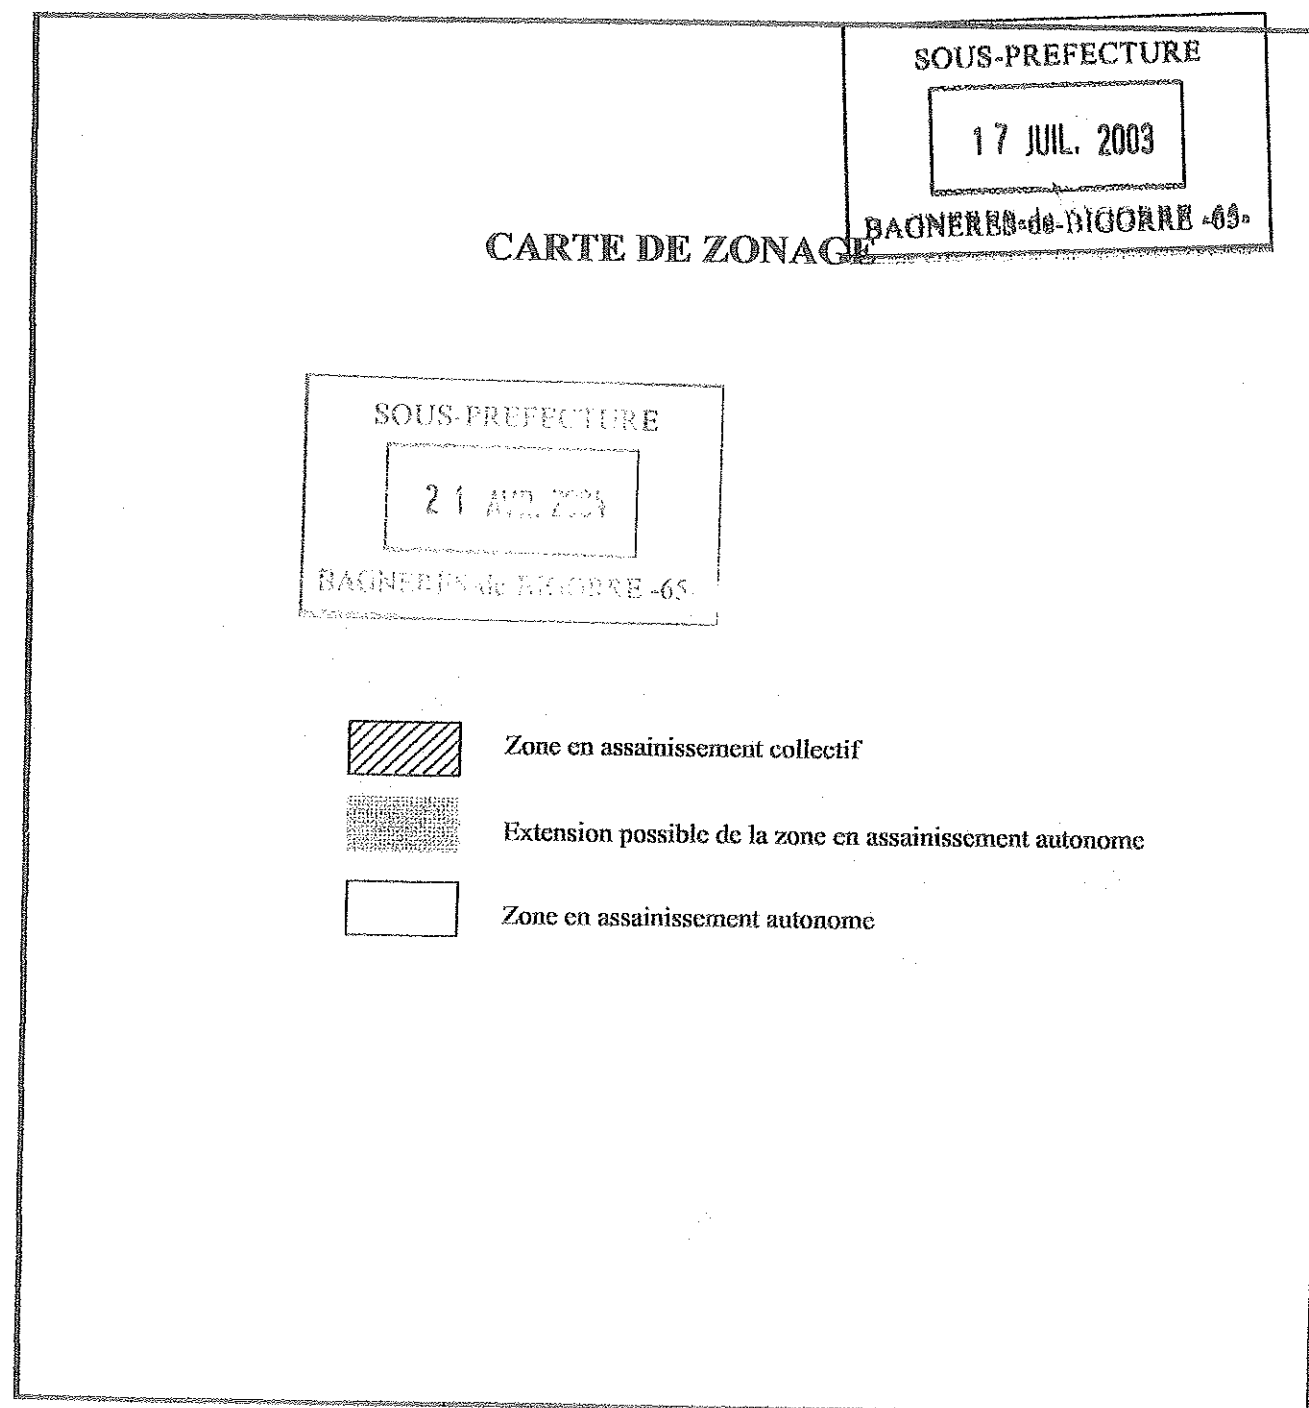 SOUS-PREFECTURE
17 JUIL. 2003
BAGNERES-de-BIGORRE -65-
CARTE DE ZONAGE
SOUS-PREFECTURE
21 AVR.
BAGNERES-de BIGORRE -65-
Zone en assainissement collectif
Extension possible de la zone en assainissement autonome
Zone en assainissement autonome